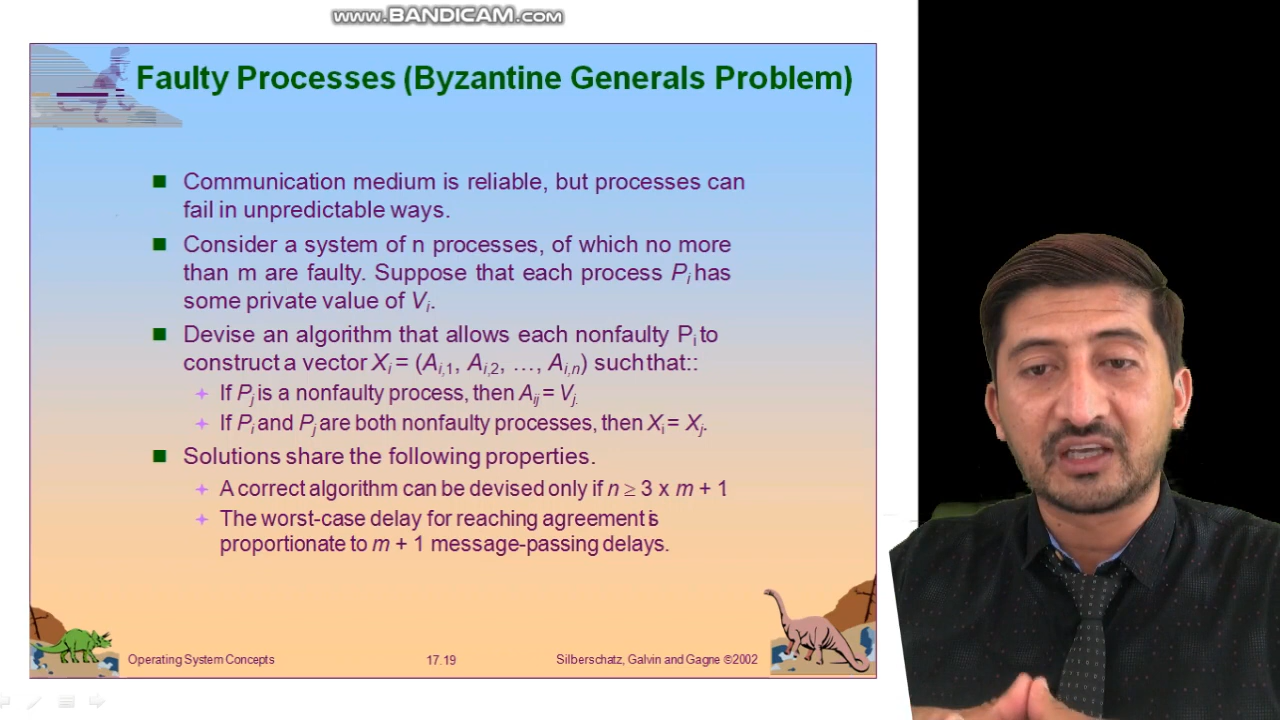 www.BANDICAM.com
Faulty Processes (Byzantine Generals Problem)
Communication medium is reliable, but processes can
fail in unpredictable ways.
Consider a system of n processes, of which no more
than m are faulty. Suppose that each process Pi has
some private value of Vi.
Devise an algorithm that allows each nonfaulty Pi to
construct a vector Xi = (Ai,1, Ai,2, …, Ai,n) such that::
If Pj is a nonfaulty process, then Aij = Vj.
If Pi and Pj are both nonfaulty processes, then Xi = Xj.
Solutions share the following properties.
A correct algorithm can be devised only if n ≥ 3 x m + 1
The worst-case delay for reaching agreement is
proportionate to m + 1 message-passing delays.
Operating System Concepts 17.19 Silberschatz, Galvin and Gagne ©2002